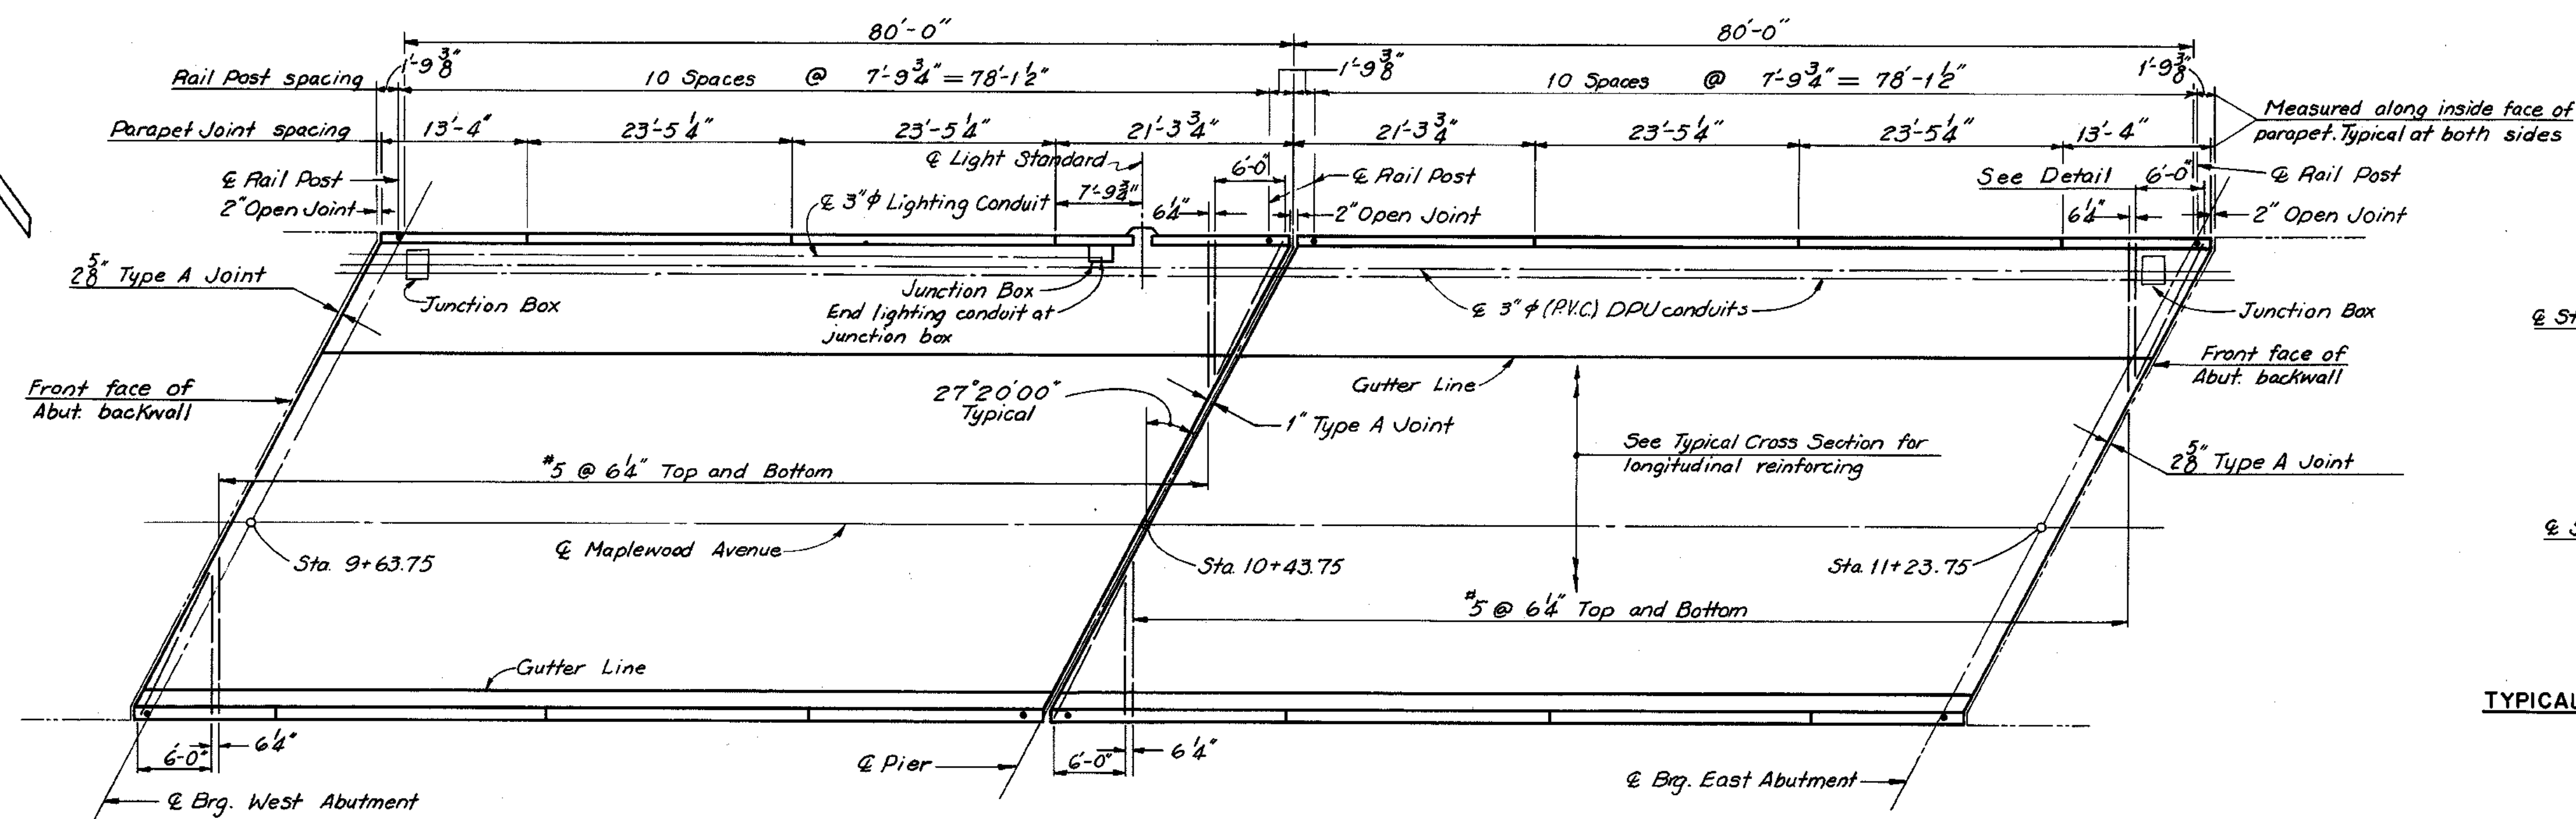 80'-0" 80'-0"
Rail Post spacing 1'-9 3/8" 10 Spaces @ 7'-9 3/4" = 78'-1 1/2" 1'-9 3/8" 10 Spaces @ 7'-9 3/4" = 78'-1 1/2" 1'-9 3/8"
Measured along inside face of
parapet. Typical at both sides
Parapet Joint spacing 13'-4" 23'-5 1/4" 23'-5 1/4" 21'-3 3/4" 21'-3 3/4" 23'-5 1/4" 23'-5 1/4" 13'-4"
℄ Light Standard
℄ Rail Post
2" Open Joint
℄ 3"ϕ Lighting Conduit
7'-9 3/4"
6'-0"
6 1/4"
℄ Rail Post
2" Open Joint
See Detail 6'-0"
6 1/4"
℄ Rail Post
2" Open Joint
2 5/8" Type A Joint
Junction Box
Junction Box
End lighting conduit at
junction box
℄ 3"ϕ (P.V.C.) DPU conduits
Junction Box
℄ St
Front face of
Abut. backwall
27°20'00"
Typical
Gutter Line
1" Type A Joint
Front face of
Abut. backwall
See Typical Cross Section for
longitudinal reinforcing
2 5/8" Type A Joint
#5 @ 6 1/4" Top and Bottom
℄ Maplewood Avenue
Sta. 9+63.75
Sta. 10+43.75
Sta. 11+23.75
℄ S
#5 @ 6 1/4" Top and Bottom
Gutter Line
TYPICAL
6'-0" 6 1/4"
℄ Pier
6'-0" 6 1/4"
℄ Brg. West Abutment
℄ Brg. East Abutment